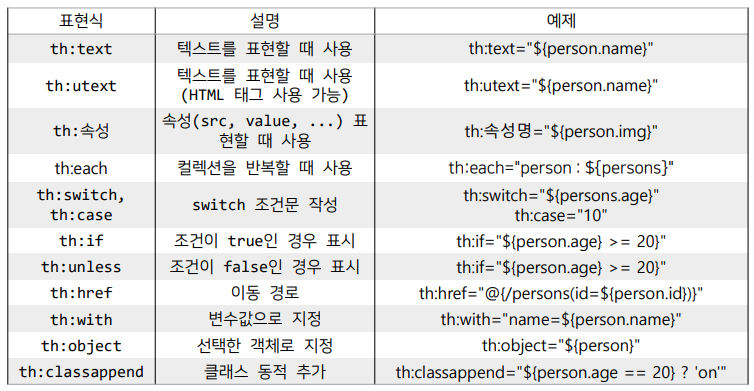 표현식 설명 예제
th:text 텍스트를 표현할 때 사용 th:text="${person.name}"
th:utext 텍스트를 표현할 때 사용 th:utext="${person.name}"
(HTML 태그 사용 가능)
th:속성 속성(src, value, ...) 표 th:속성명="${person.img}"
현할 때 사용
th:each 컬렉션을 반복할 때 사용 th:each="person : ${persons}"
th:switch, switch 조건문 작성 th:switch="${persons.age}"
th:case th:case="10"
th:if 조건이 true인 경우 표시 th:if="${person.age} >= 20}"
th:unless 조건이 false인 경우 표시 th:if="${person.age} >= 20}"
th:href 이동 경로 th:href="@{/persons(id=${person.id})}"
th:with 변수값으로 지정 th:with="name=${person.name}"
th:object 선택한 객체로 지정 th:object="${person}"
th:classappend 클래스 동적 추가 th:classappend="${person.age == 20} ? 'on'"